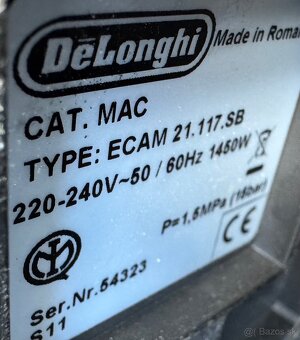 DeLonghi
Made in Roman
CAT. MAC
TYPE: ECAM 21.117.SB
220-240V~50 / 60Hz 1450W
P=1,5MPa (15bar)
CE
Ser.Nr.54323
S11
© Bazos.sk